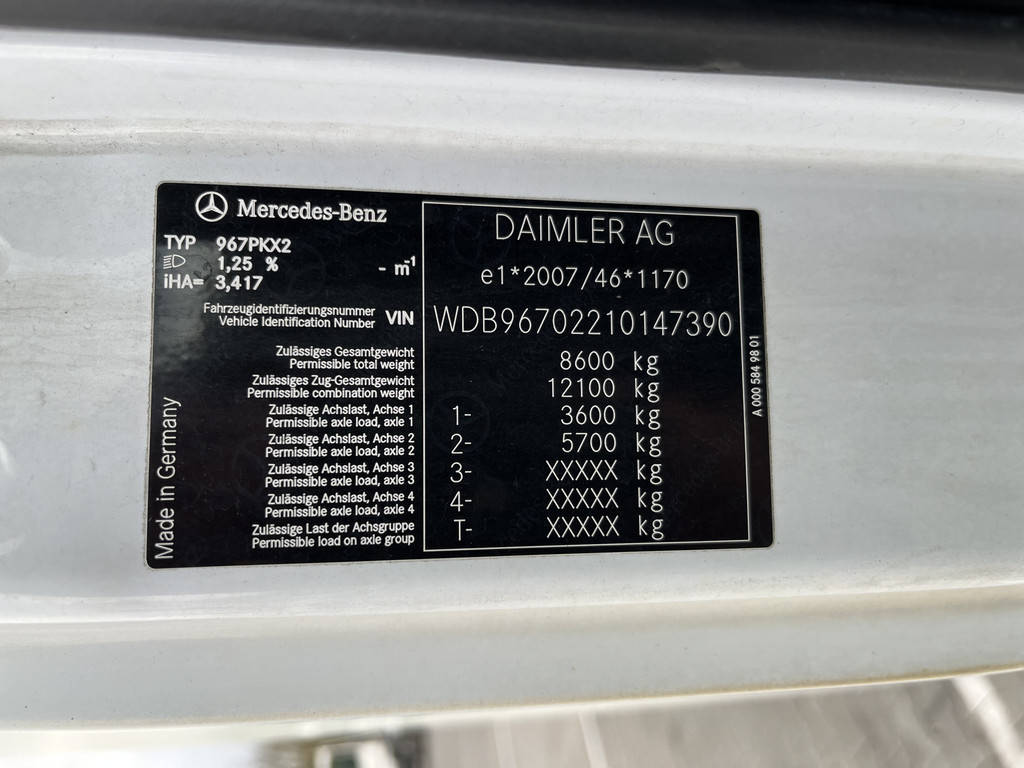 Mercedes-Benz
TYP 967PKX2
1,25 % - m-1
iHA= 3,417
Fahrzeugidentifizierungsnummer
Vehicle Identification Number VIN
Zulässiges Gesamtgewicht
Permissible total weight
Zulässiges Zug-Gesamtgewicht
Permissible combination weight
Zulässige Achslast, Achse 1
Permissible axle load, axle 1
Zulässige Achslast, Achse 2
Permissible axle load, axle 2
Zulässige Achslast, Achse 3
Permissible axle load, axle 3
Zulässige Achslast, Achse 4
Permissible axle load, axle 4
Zulässige Last der Achsgruppe
Permissible load on axle group
Made in Germany
DAIMLER AG
e1*2007/46*1170
WDB96702210147390
8600 kg
12100 kg
1- 3600 kg
2- 5700 kg
3- XXXXX kg
4- XXXXX kg
T- XXXXX kg
A 000 584 98 01